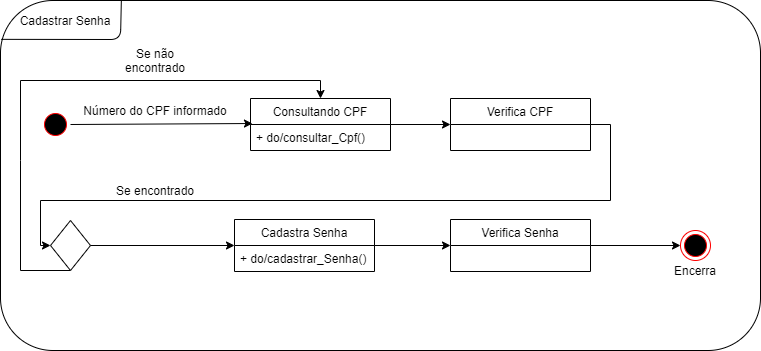 Cadastrar Senha
Se não
encontrado
Número do CPF informado
Consultando CPF
+ do/consultar_Cpf()
Verifica CPF
Se encontrado
Cadastra Senha
+ do/cadastrar_Senha()
Verifica Senha
Encerra